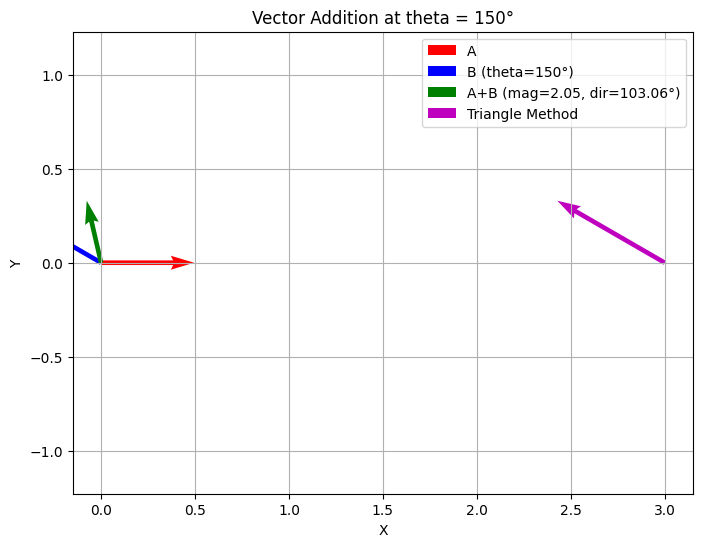 Vector Addition at theta = 150°
A
B (theta=150°)
A+B (mag=2.05, dir=103.06°)
Triangle Method
1.0
0.5
0.0
−0.5
−1.0
Y
0.0 0.5 1.0 1.5 2.0 2.5 3.0
X